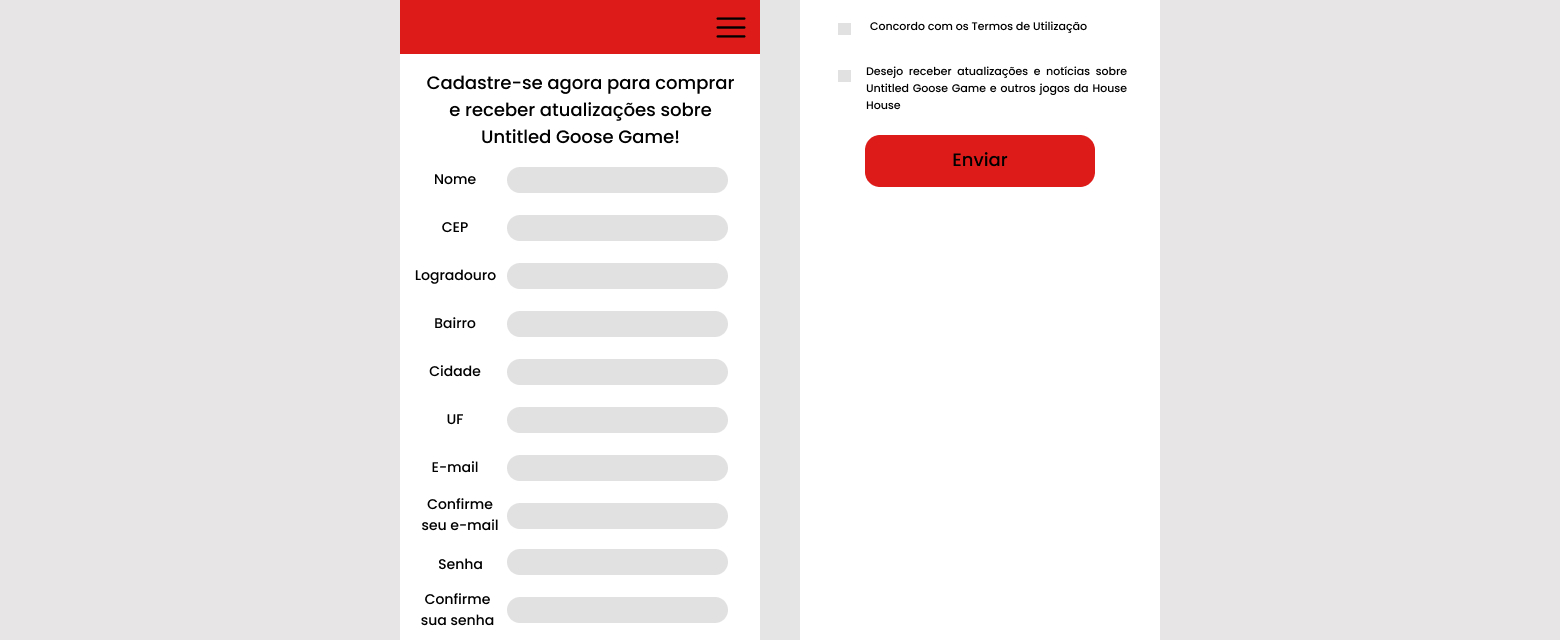 Cadastre-se agora para comprar
e receber atualizações sobre
Untitled Goose Game!
Nome
CEP
Logradouro
Bairro
Cidade
UF
E-mail
Confirme
seu e-mail
Senha
Confirme
sua senha
Concordo com os Termos de Utilização
Desejo receber atualizações e notícias sobre
Untitled Goose Game e outros jogos da House
House
Enviar